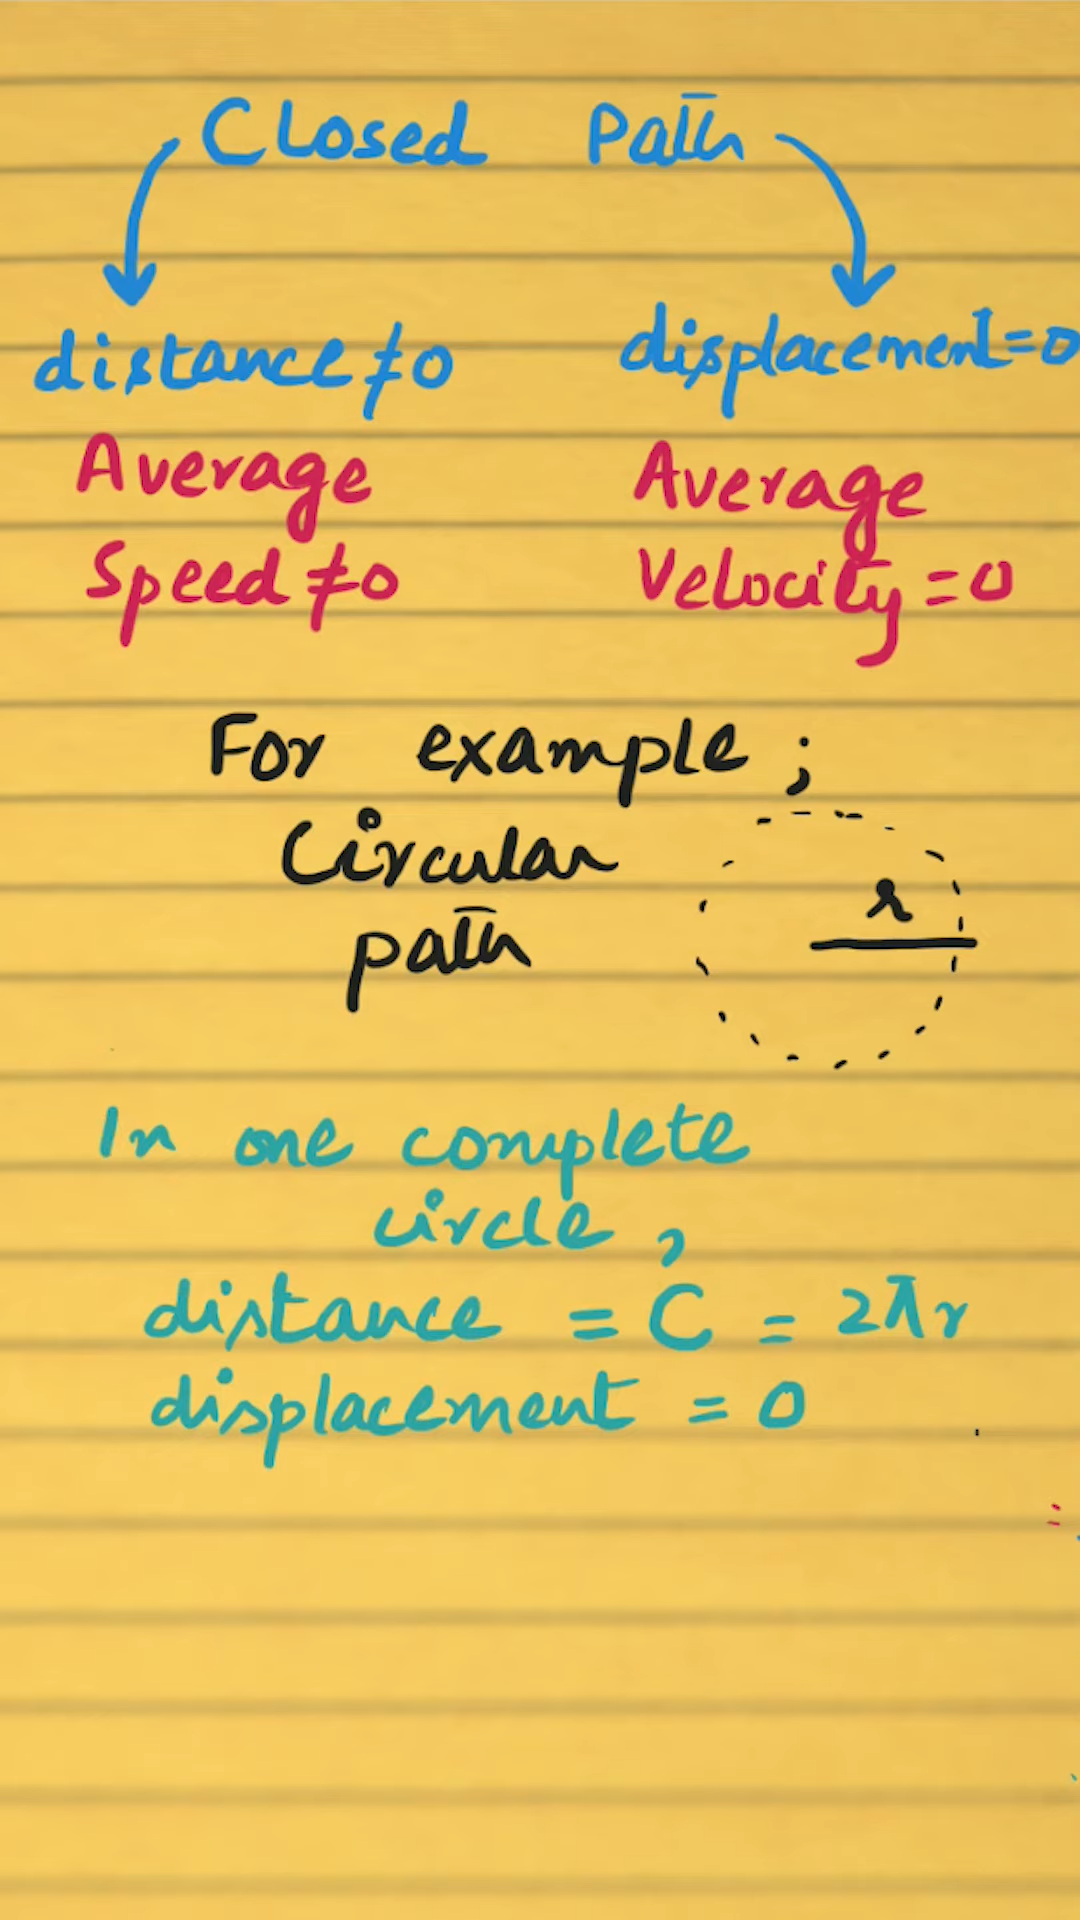 Closed Path
distance ≠ 0 displacement = 0
Average Average
Speed ≠ 0 Velocity = 0
For example ;
Circular
path
r
In one complete
circle ,
distance = C = 2πr
displacement = 0